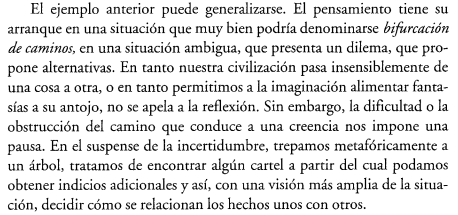 El ejemplo anterior puede generalizarse. El pensamiento tiene su
arranque en una situación que muy bien podría denominarse bifurcación
de caminos, en una situación ambigua, que presenta un dilema, que pro-
pone alternativas. En tanto nuestra civilización pasa insensiblemente de
una cosa a otra, o en tanto permitimos a la imaginación alimentar fanta-
sías a su antojo, no se apela a la reflexión. Sin embargo, la dificultad o la
obstrucción del camino que conduce a una creencia nos impone una
pausa. En el suspense de la incertidumbre, trepamos metafóricamente a
un árbol, tratamos de encontrar algún cartel a partir del cual podamos
obtener indicios adicionales y así, con una visión más amplia de la situa-
ción, decidir cómo se relacionan los hechos unos con otros.